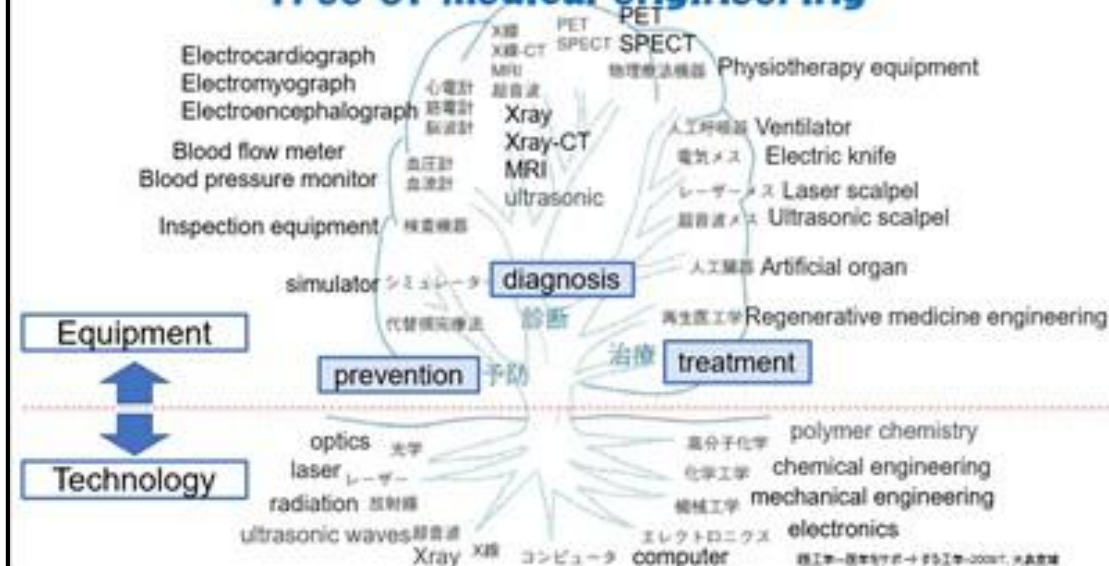 Tree of medical engineering
X線
X線-CT
MRI
超音波
PET
SPECT
PET
SPECT
物理療法機器 Physiotherapy equipment
Electrocardiograph
Electromyograph
Electroencephalograph
心電計
筋電計
脳波計
Xray
Xray-CT
MRI
ultrasonic
人工呼吸器 Ventilator
電気メス Electric knife
レーザーメス Laser scalpel
超音波メス Ultrasonic scalpel
Blood flow meter
Blood pressure monitor
血圧計
血流計
Inspection equipment 検査機器
simulator シミュレータ
diagnosis
診断
人工臓器 Artificial organ
代替補完療法
再生医工学 Regenerative medicine engineering
Equipment
prevention 予防
治療 treatment
Technology
optics 光学
laser レーザー
radiation 放射線
ultrasonic waves 超音波
Xray X線
コンピュータ computer
高分子化学 polymer chemistry
化学工学 chemical engineering
機械工学 mechanical engineering
エレクトロニクス electronics